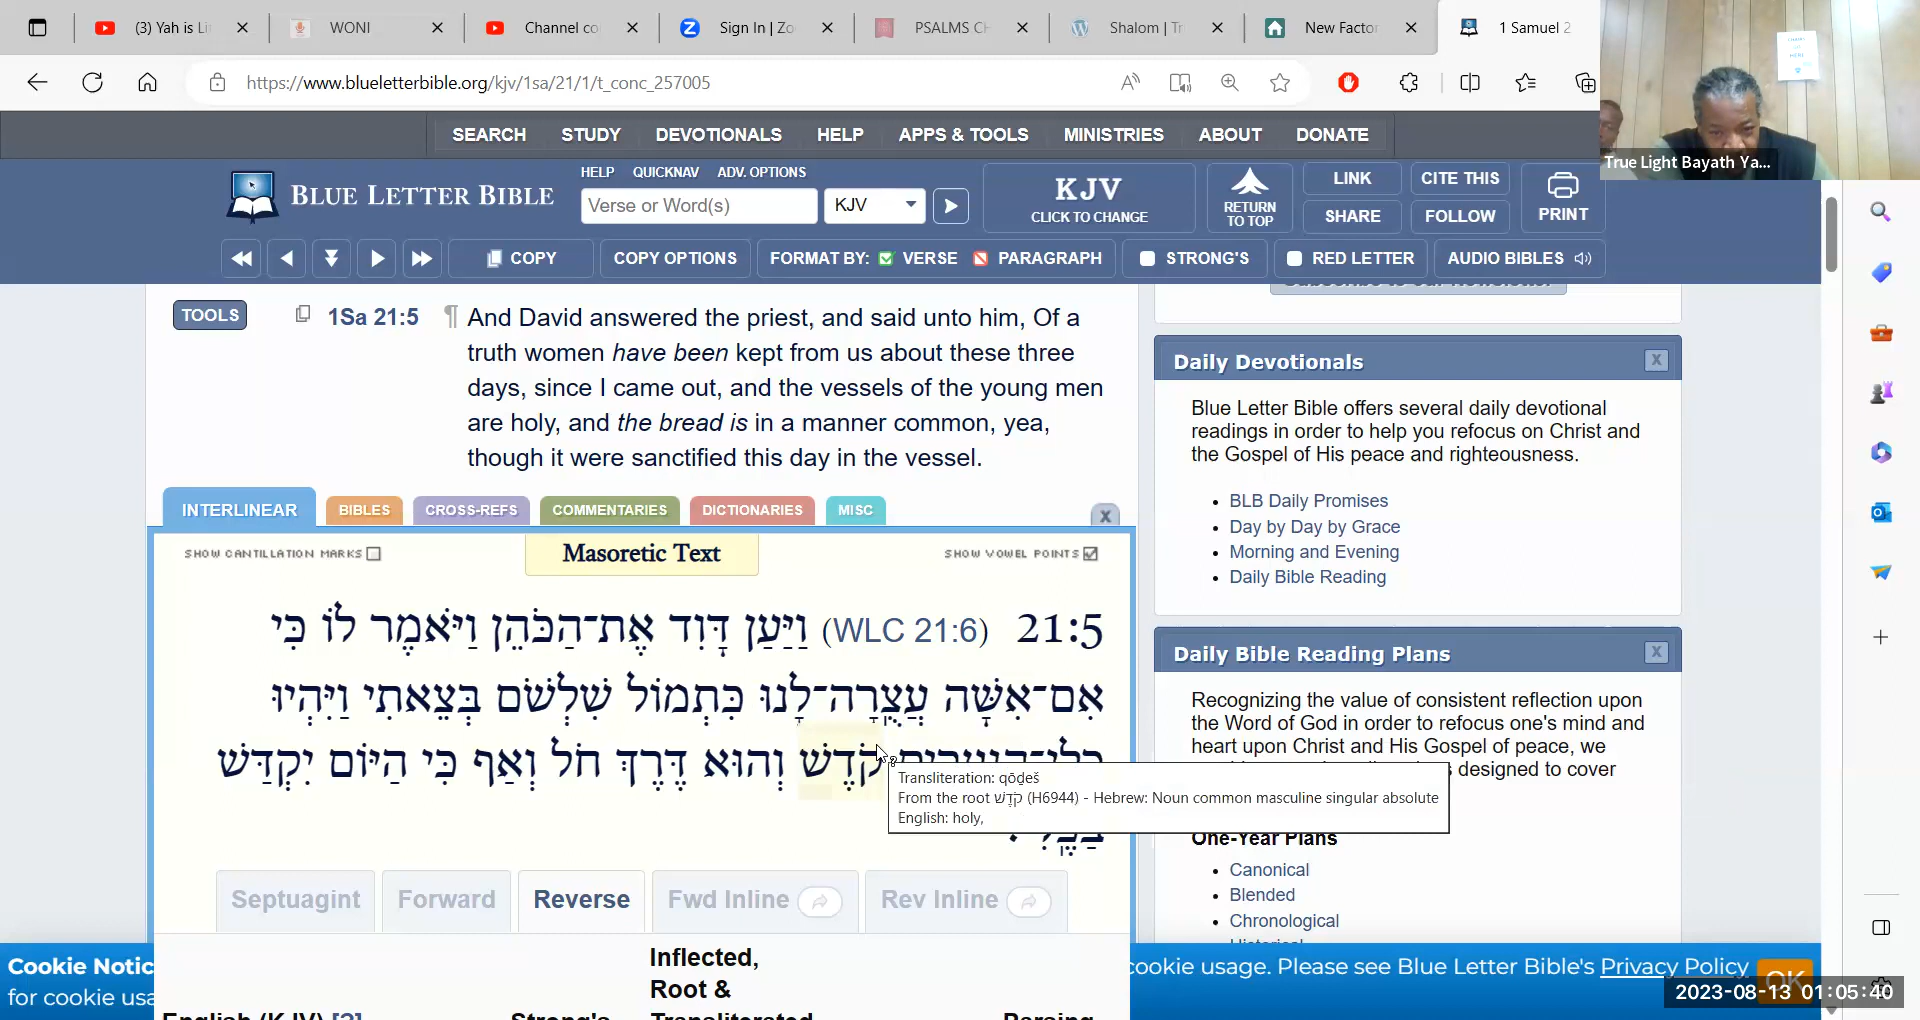 (3) Yah is Li
WONI
Channel co
Sign In | Zo
PSALMS CH
Shalom | Tr
New Factor
1 Samuel 2
https://www.blueletterbible.org/kjv/1sa/21/1/t_conc_257005
True Light Bayath Ya...
SEARCH STUDY DEVOTIONALS HELP APPS & TOOLS MINISTRIES ABOUT DONATE
BLUE LETTER BIBLE
HELP QUICKNAV ADV. OPTIONS
Verse or Word(s)
KJV
KJV
CLICK TO CHANGE
RETURN
TO TOP
LINK
CITE THIS
SHARE
FOLLOW
PRINT
COPY
COPY OPTIONS
FORMAT BY: VERSE PARAGRAPH
STRONG'S
RED LETTER
AUDIO BIBLES
TOOLS
1Sa 21:5
¶ And David answered the priest, and said unto him, Of a
truth women have been kept from us about these three
days, since I came out, and the vessels of the young men
are holy, and the bread is in a manner common, yea,
though it were sanctified this day in the vessel.
INTERLINEAR
BIBLES
CROSS-REFS
COMMENTARIES
DICTIONARIES
MISC
X
SHOW CANTILLATION MARKS
Masoretic Text
SHOW VOWEL POINTS
21:5 (WLC 21:6) וַיַּעַן דָּוִד אֶת־הַכֹּהֵן וַיֹּאמֶר לוֹ כִּי
אִם־אִשָּׁה עֲצֻרָה־לָנוּ כִּתְמוֹל שִׁלְשֹׁם בְּצֵאתִי וַיִּהְיוּ
קֹדֶשׁ וְהוּא דֶּרֶךְ חֹל וְאַף כִּי הַיּוֹם יִקְדַּשׁ
Transliteration: qōḏeš
From the root קֹדֶשׁ (H6944) - Hebrew: Noun common masculine singular absolute
English: holy,
Septuagint
Forward
Reverse
Fwd Inline
Rev Inline
Inflected,
Root &
Transliterated
English (KJV) [?]
Strong's
Parsing
Daily Devotionals
X
Blue Letter Bible offers several daily devotional
readings in order to help you refocus on Christ and
the Gospel of His peace and righteousness.
BLB Daily Promises
Day by Day by Grace
Morning and Evening
Daily Bible Reading
Daily Bible Reading Plans
X
Recognizing the value of consistent reflection upon
the Word of God in order to refocus one's mind and
heart upon Christ and His Gospel of peace, we
designed to cover
One-Year Plans
Canonical
Blended
Chronological
Cookie Notic
for cookie usa
cookie usage. Please see Blue Letter Bible's Privacy Policy
OK
2023-08-13 01:05:40